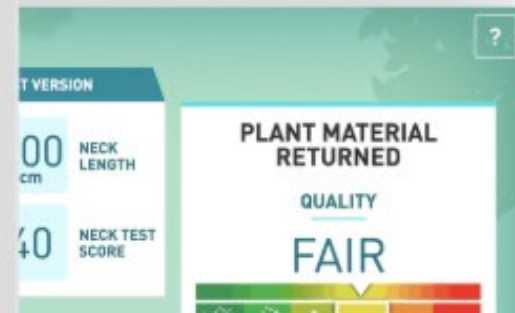 ?
T VERSION
00
cm
NECK
LENGTH
40
NECK TEST
SCORE
PLANT MATERIAL
RETURNED
QUALITY
FAIR